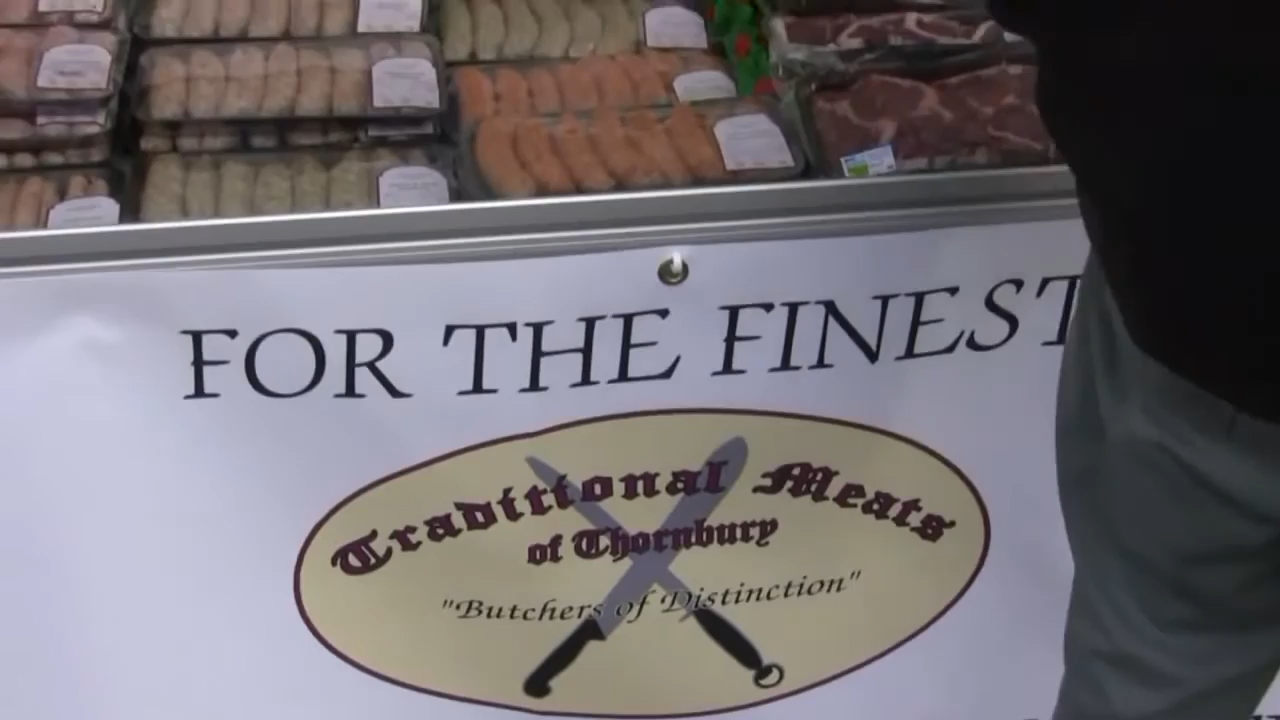 FOR THE FINEST
Traditional Meats
of Thornbury
"Butchers of Distinction"